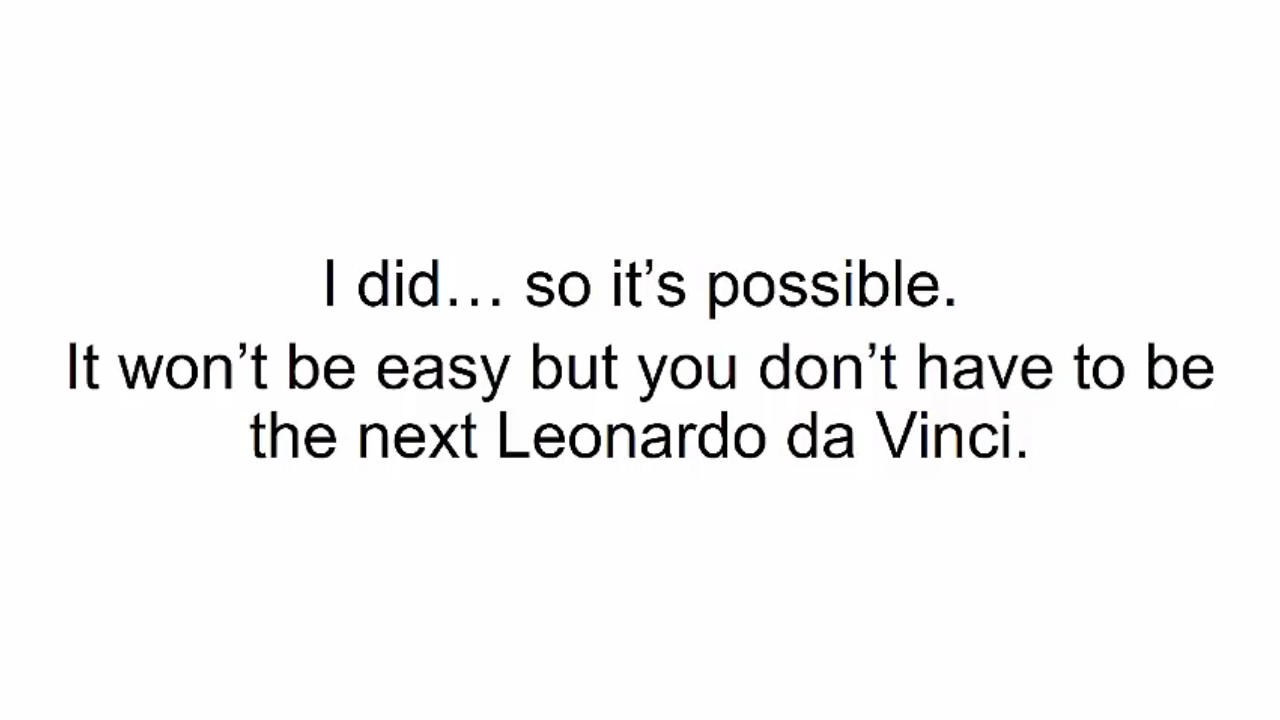 I did… so it’s possible.
It won’t be easy but you don’t have to be
the next Leonardo da Vinci.